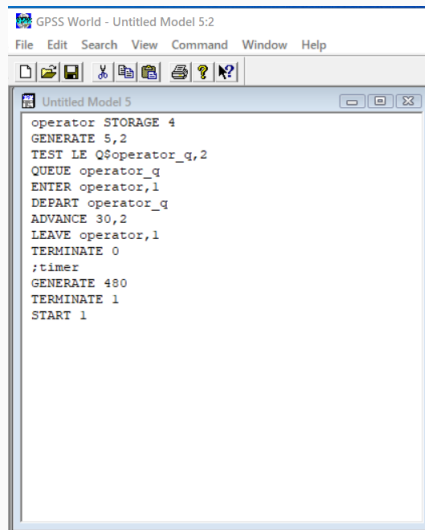 GPSS World - Untitled Model 5:2
File Edit Search View Command Window Help
Untitled Model 5
operator STORAGE 4
GENERATE 5,2
TEST LE Q$operator_q,2
QUEUE operator_q
ENTER operator,1
DEPART operator_q
ADVANCE 30,2
LEAVE operator,1
TERMINATE 0
;timer
GENERATE 480
TERMINATE 1
START 1